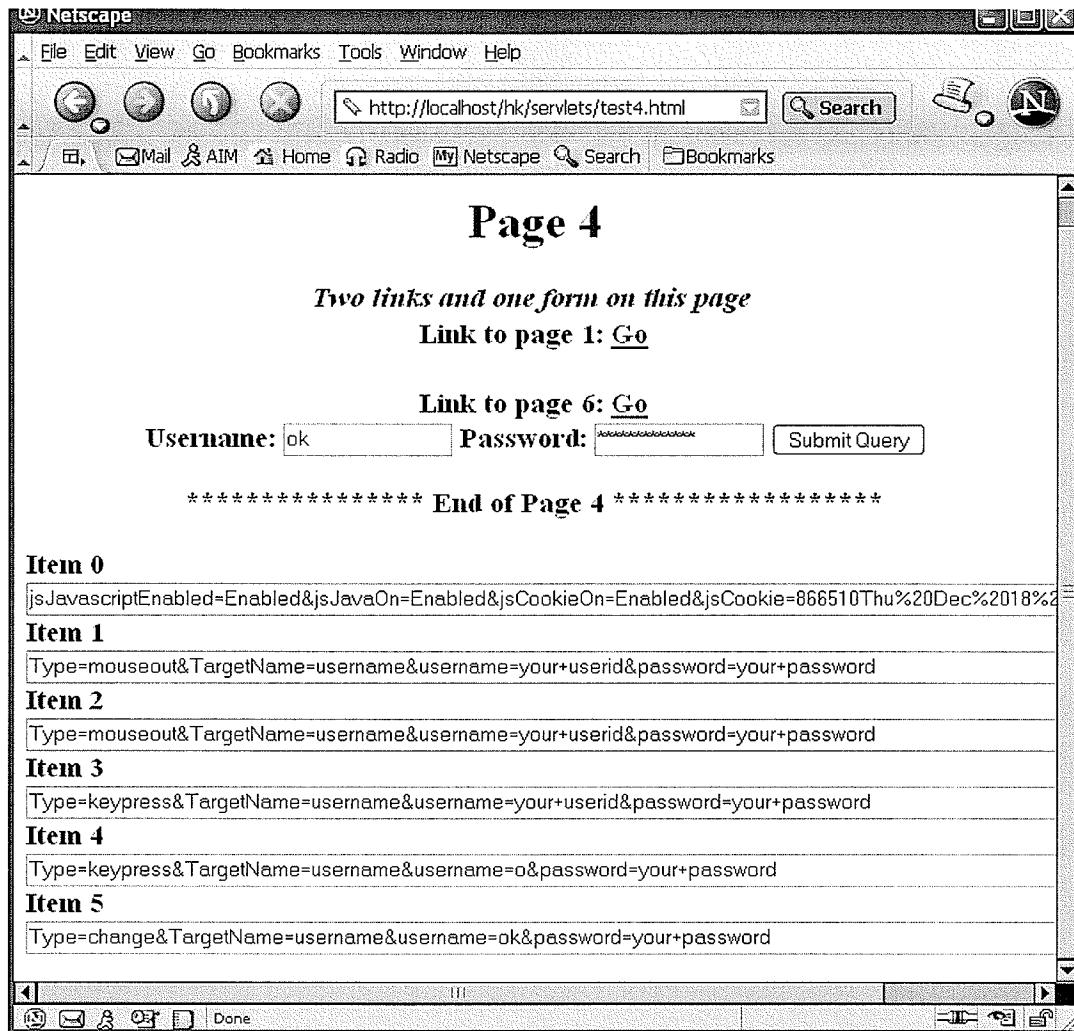 Netscape
File Edit View Go Bookmarks Tools Window Help
http://localhost/hk/servlets/test4.html Search N
Mail AIM Home Radio My Netscape Search Bookmarks
Page 4
Two links and one form on this page
Link to page 1: Go
Link to page 6: Go
Username: ok Password: ************* Submit Query
**************** End of Page 4 ******************
Item 0
jsJavascriptEnabled=Enabled&jsJavaOn=Enabled&jsCookieOn=Enabled&jsCookie=866510Thu%20Dec%2018%2
Item 1
Type=mouseout&TargetName=username&username=your+userid&password=your+password
Item 2
Type=mouseout&TargetName=username&username=your+userid&password=your+password
Item 3
Type=keypress&TargetName=username&username=your+userid&password=your+password
Item 4
Type=keypress&TargetName=username&username=o&password=your+password
Item 5
Type=change&TargetName=username&username=ok&password=your+password
Done